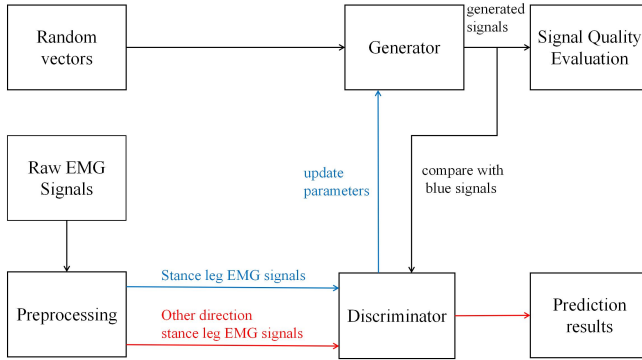 Random
vectors
Generator
generated
signals
Signal Quality
Evaluation
Raw EMG
Signals
update
parameters
compare with
blue signals
Preprocessing
Stance leg EMG signals
Other direction
stance leg EMG signals
Discriminator
Prediction
results